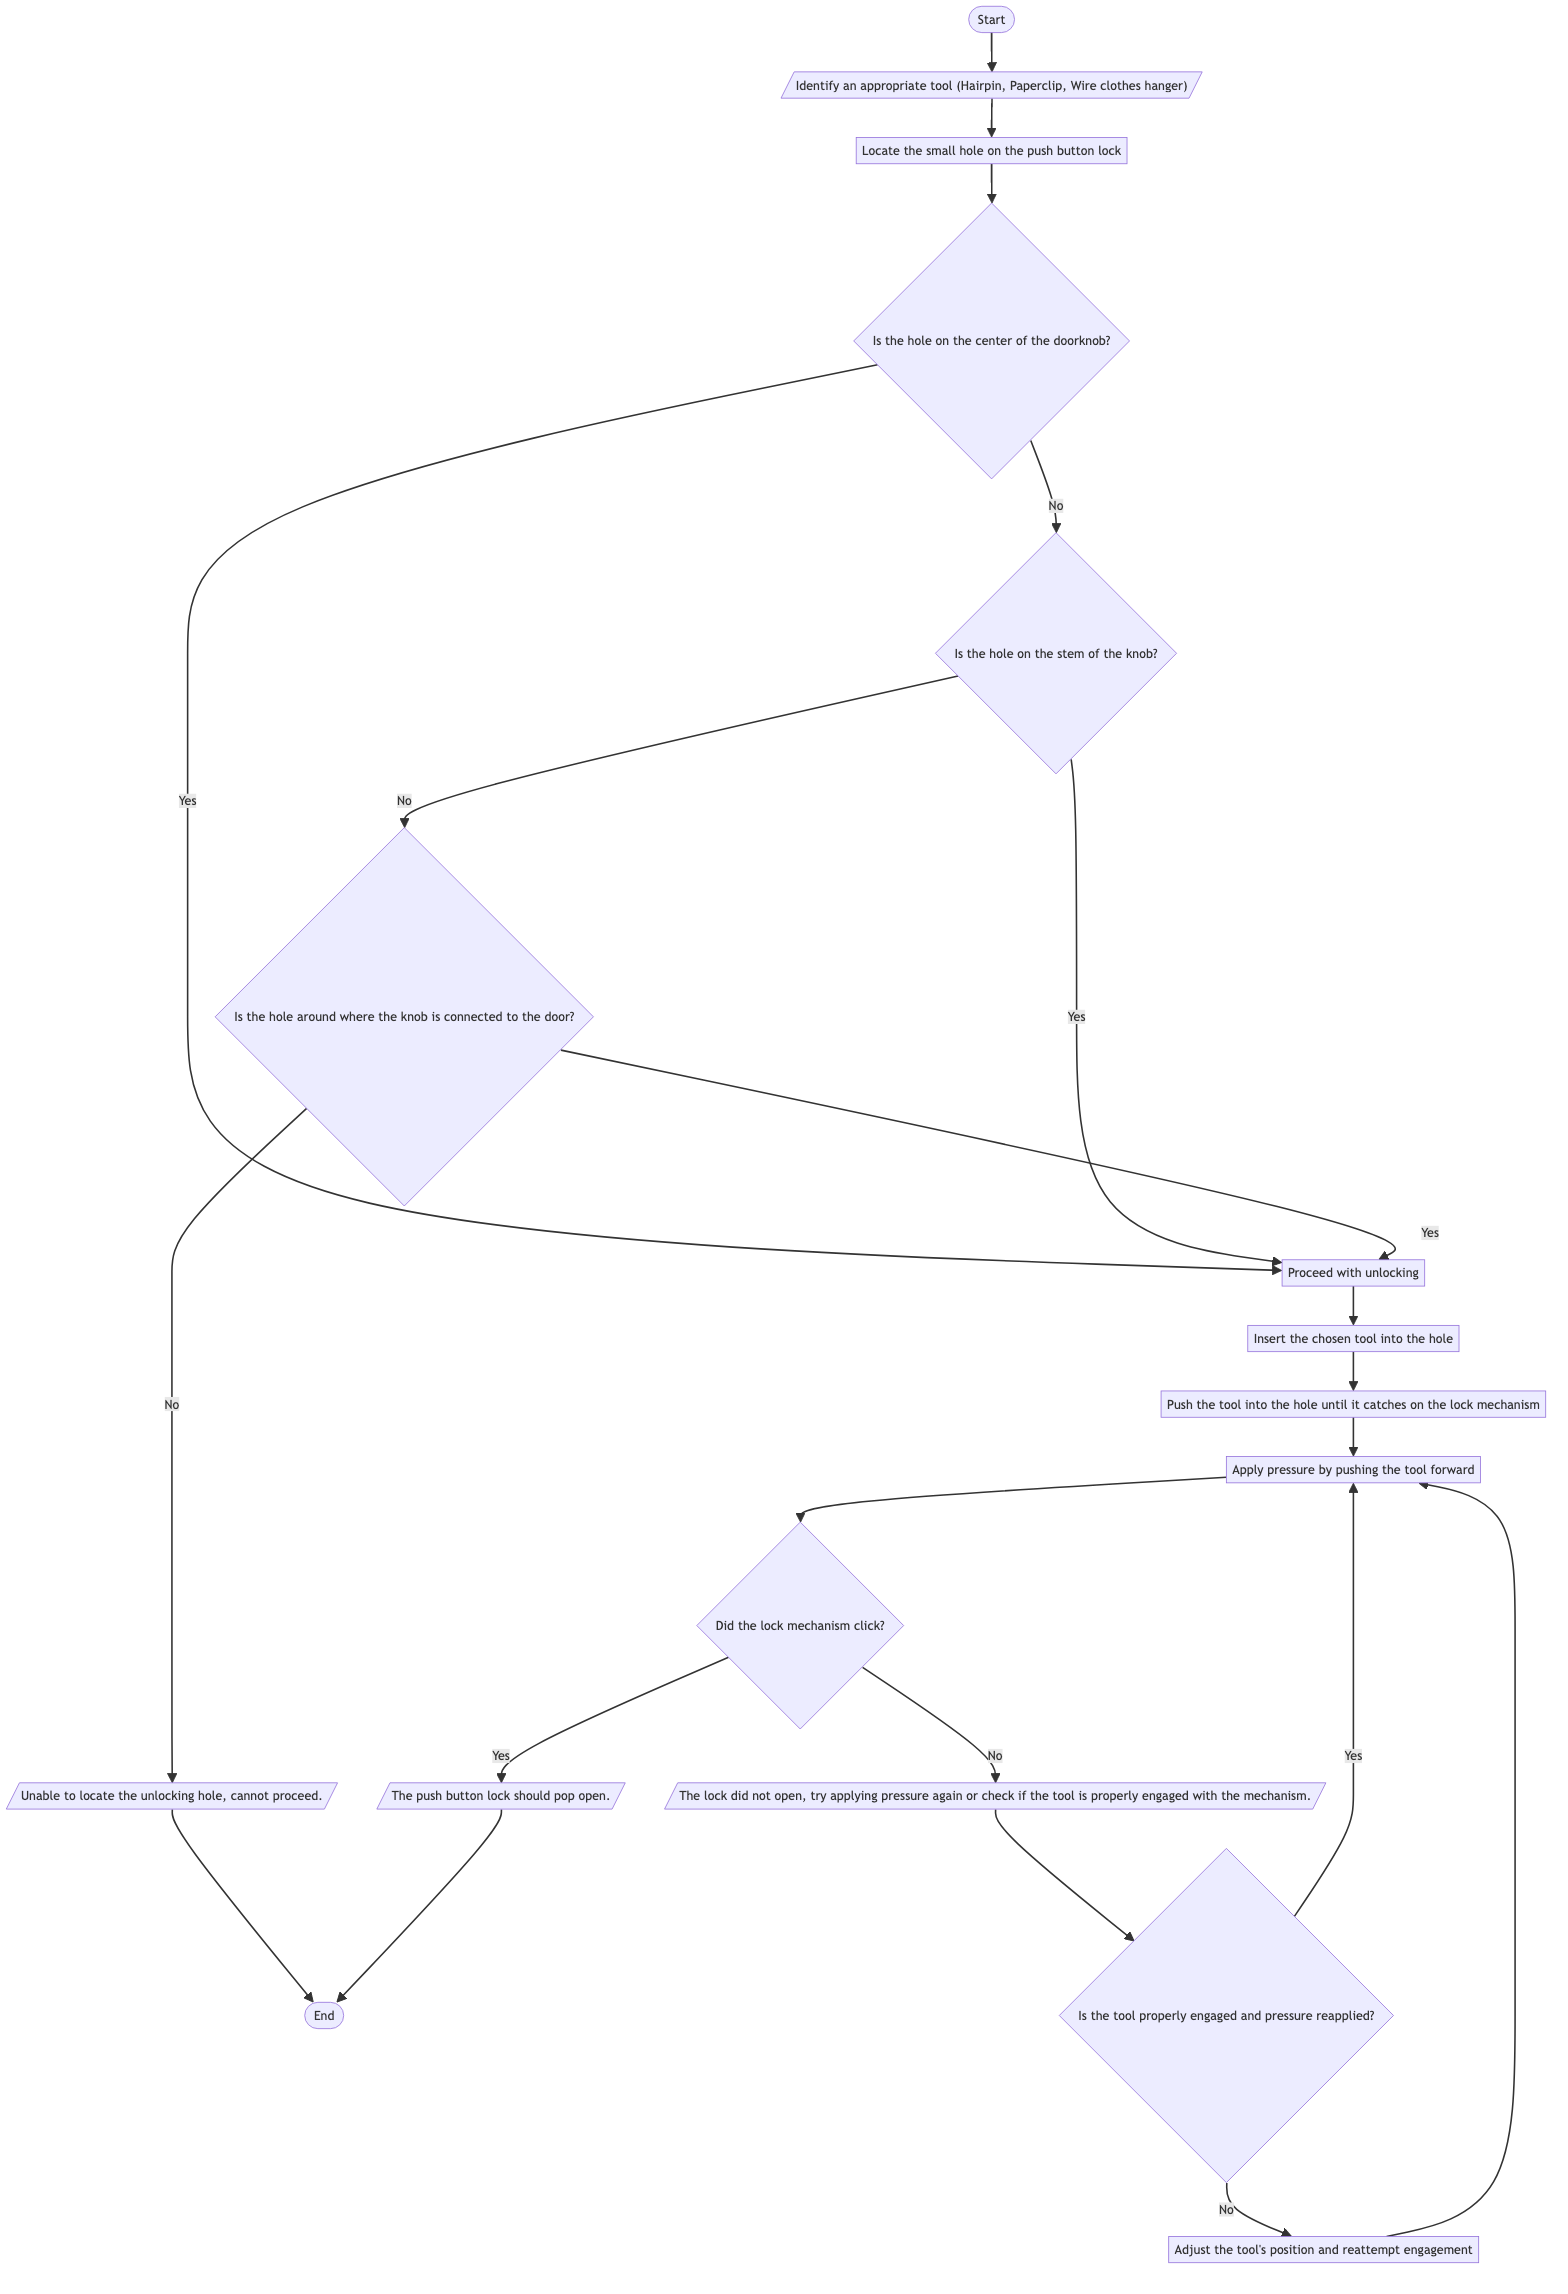 Start
Identify an appropriate tool (Hairpin, Paperclip, Wire clothes hanger)
Locate the small hole on the push button lock
Is the hole on the center of the doorknob?
No
Is the hole on the stem of the knob?
Yes
No
Is the hole around where the knob is connected to the door?
Yes
Yes
Proceed with unlocking
Insert the chosen tool into the hole
No
Push the tool into the hole until it catches on the lock mechanism
Apply pressure by pushing the tool forward
Did the lock mechanism click?
Yes
No
Yes
Unable to locate the unlocking hole, cannot proceed.
The push button lock should pop open.
The lock did not open, try applying pressure again or check if the tool is properly engaged with the mechanism.
End
Is the tool properly engaged and pressure reapplied?
No
Adjust the tool's position and reattempt engagement